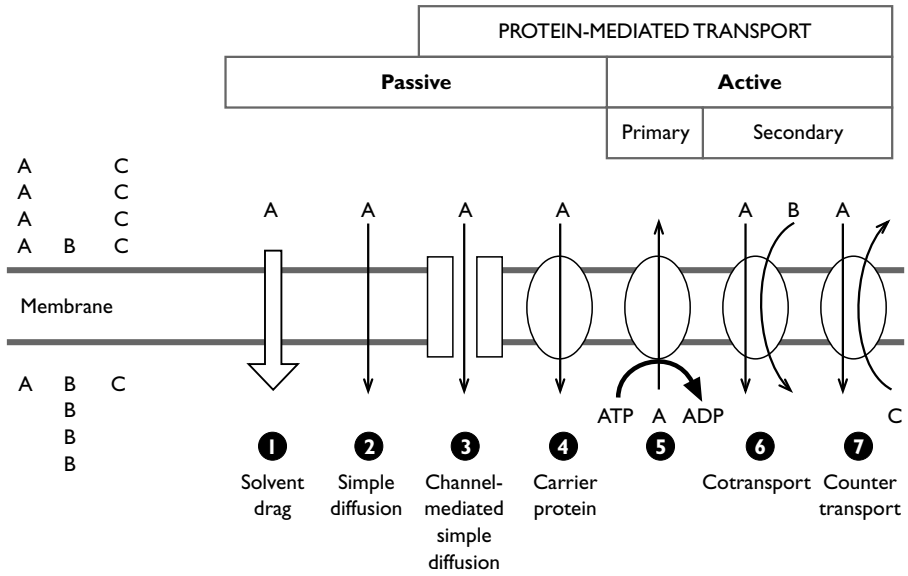 PROTEIN-MEDIATED TRANSPORT
Passive Active
Primary Secondary
A C
A C
A C
A B C
A A A A A B A
Membrane
A B C
B
B
B
ATP A ADP C
1 2 3 4 5 6 7
Solvent drag
Simple diffusion
Channel-mediated simple diffusion
Carrier protein
Cotransport
Counter transport